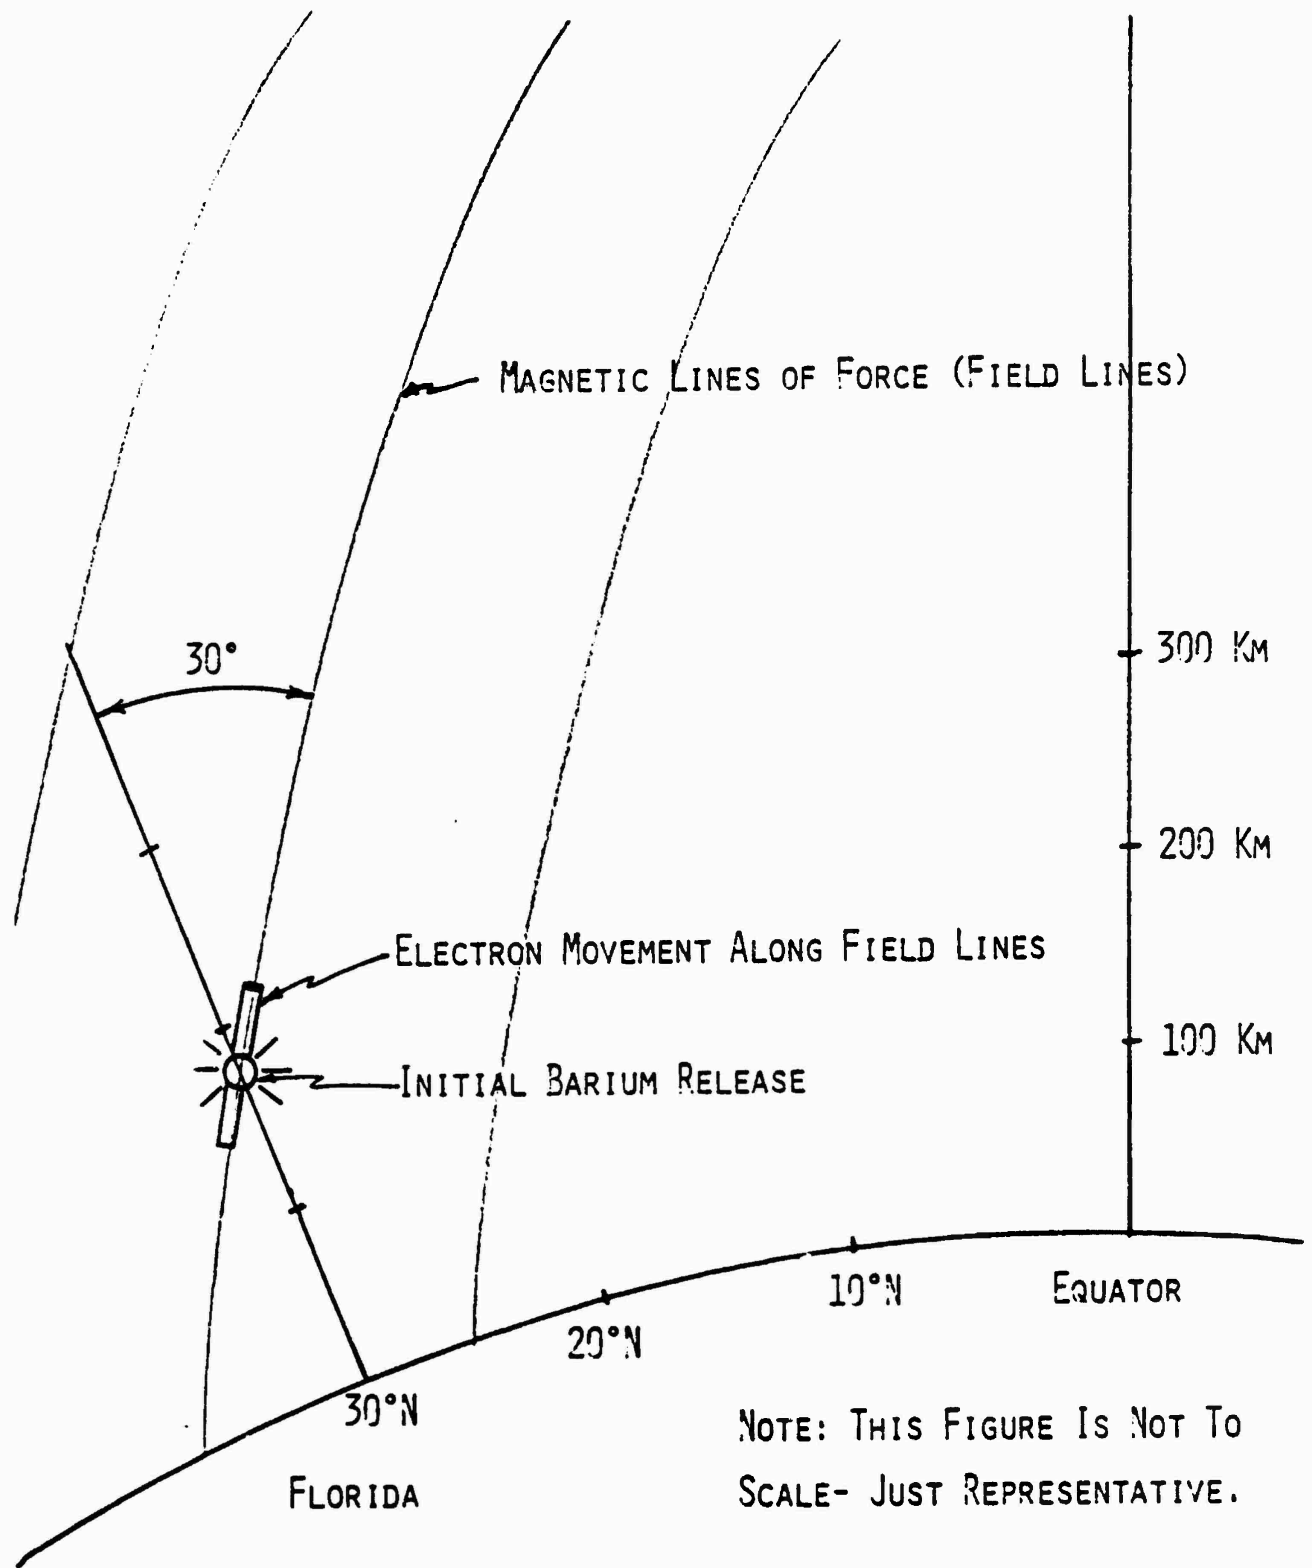 MAGNETIC LINES OF FORCE (FIELD LINES)
30°
300 KM
200 KM
ELECTRON MOVEMENT ALONG FIELD LINES
100 KM
INITIAL BARIUM RELEASE
10°N
EQUATOR
20°N
30°N
FLORIDA
NOTE: THIS FIGURE IS NOT TO
SCALE- JUST REPRESENTATIVE.